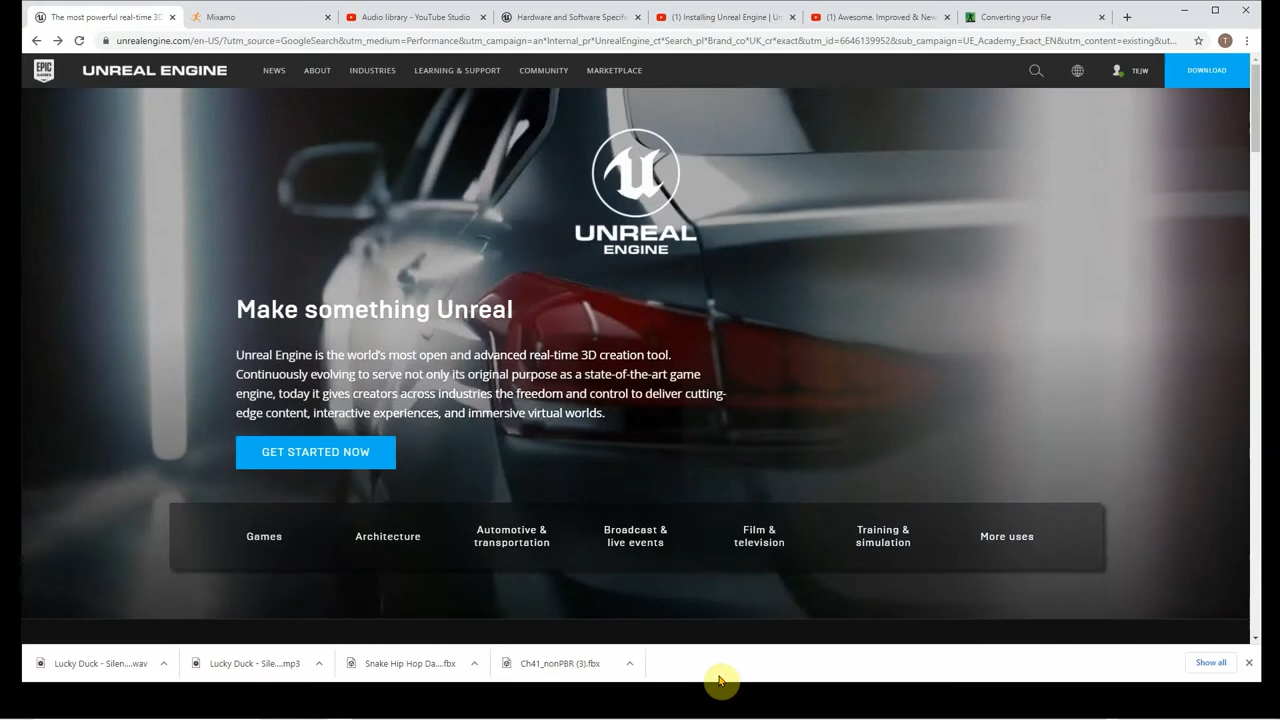 The most powerful real-time 3D
Mixamo
Audio library - YouTube Studio
Hardware and Software Specific
(1) Installing Unreal Engine | Un
(1) Awesome. Improved & New
Converting your file
unrealengine.com/en-US/?utm_source=GoogleSearch&utm_medium=Performance&utm_campaign=an*Internal_pr*UnrealEngine_ct*Search_pl*Brand_co*UK_cr*exact&utm_id=6646139952&sub_campaign=UE_Academy_Exact_EN&utm_content=existing&ut...
T
EPIC GAMES
UNREAL ENGINE
NEWS
ABOUT
INDUSTRIES
LEARNING & SUPPORT
COMMUNITY
MARKETPLACE
TEJW
DOWNLOAD
UNREAL
ENGINE
Make something Unreal
Unreal Engine is the world's most open and advanced real-time 3D creation tool.
Continuously evolving to serve not only its original purpose as a state-of-the-art game
engine, today it gives creators across industries the freedom and control to deliver cutting-
edge content, interactive experiences, and immersive virtual worlds.
GET STARTED NOW
Games
Architecture
Automotive &
transportation
Broadcast &
live events
Film &
television
Training &
simulation
More uses
Lucky Duck - Silen....wav
Lucky Duck - Sile....mp3
Snake Hip Hop Da....fbx
Ch41_nonPBR (3).fbx
Show all